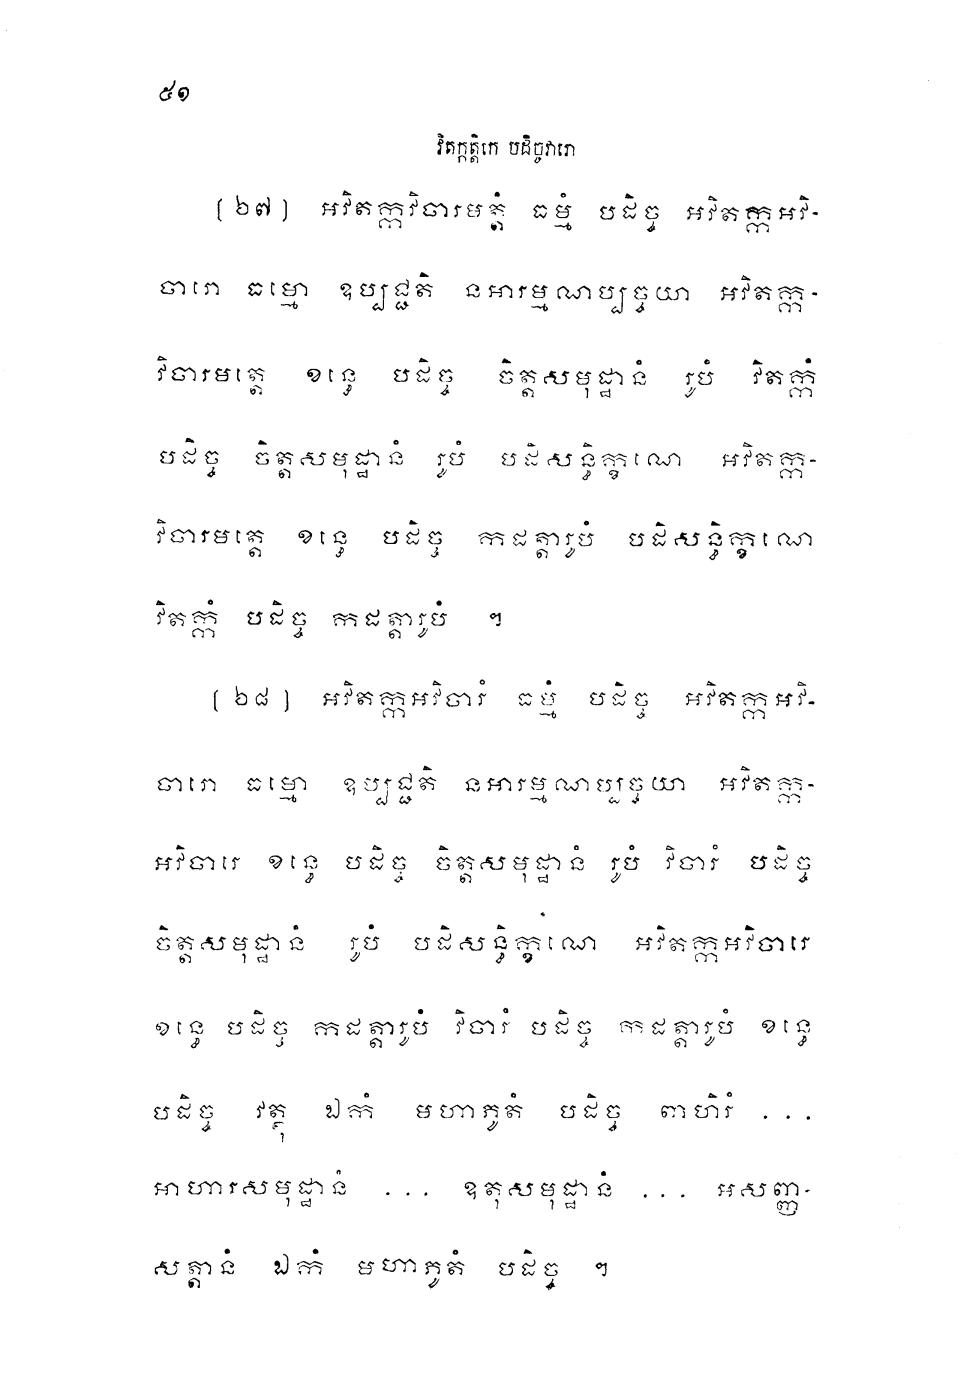 ៥១
វិតក្កត្តិកេ បដិច្ចវារោ
(២៧) អវិតក្កវិចារមត្តំ ធម្មំ បដិច្ច អវិតក្កអវិ-
ចារោ ធម្មោ ឧប្បជ្ជតិ នអារម្មណប្បច្ចយា អវិតក្ក-
វិចារមត្តេ ខន្ធេ បដិច្ច ចិត្តសមុដ្ឋានំ រូបំ វិតក្កំ
បដិច្ច ចិត្តសមុដ្ឋានំ រូបំ បដិសន្ធិក្ខណេ អវិតក្ក-
វិចារមត្តេ ខន្ធេ បដិច្ច កដត្តារូបំ បដិសន្ធិក្ខណេ
វិតក្កំ បដិច្ច កដត្តារូបំ ។
(២៨) អវិតក្កអវិចារំ ធម្មំ បដិច្ច អវិតក្កអវិ-
ចារោ ធម្មោ ឧប្បជ្ជតិ នអារម្មណប្បច្ចយា អវិតក្ក-
អវិចារេ ខន្ធេ បដិច្ច ចិត្តសមុដ្ឋានំ រូបំ វិចារំ បដិច្ច
ចិត្តសមុដ្ឋានំ រូបំ បដិសន្ធិក្ខណេ អវិតក្កអវិចារេ
ខន្ធេ បដិច្ច កដត្តារូបំ វិចារំ បដិច្ច កដត្តារូបំ ខន្ធេ
បដិច្ច វត្ថុ ឯកំ មហាភូតំ បដិច្ច ពាហិរំ ...
អាហារសមុដ្ឋានំ ... ឧតុសមុដ្ឋានំ ... អសញ្ញ-
សត្តានំ ឯកំ មហាភូតំ បដិច្ច ។